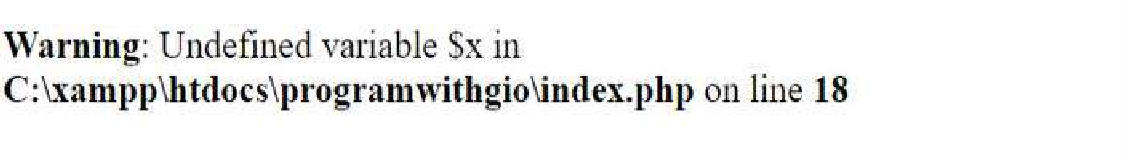 Warning: Undefined variable $x in
C:\xampp\htdocs\programwithgio\index.php on line 18